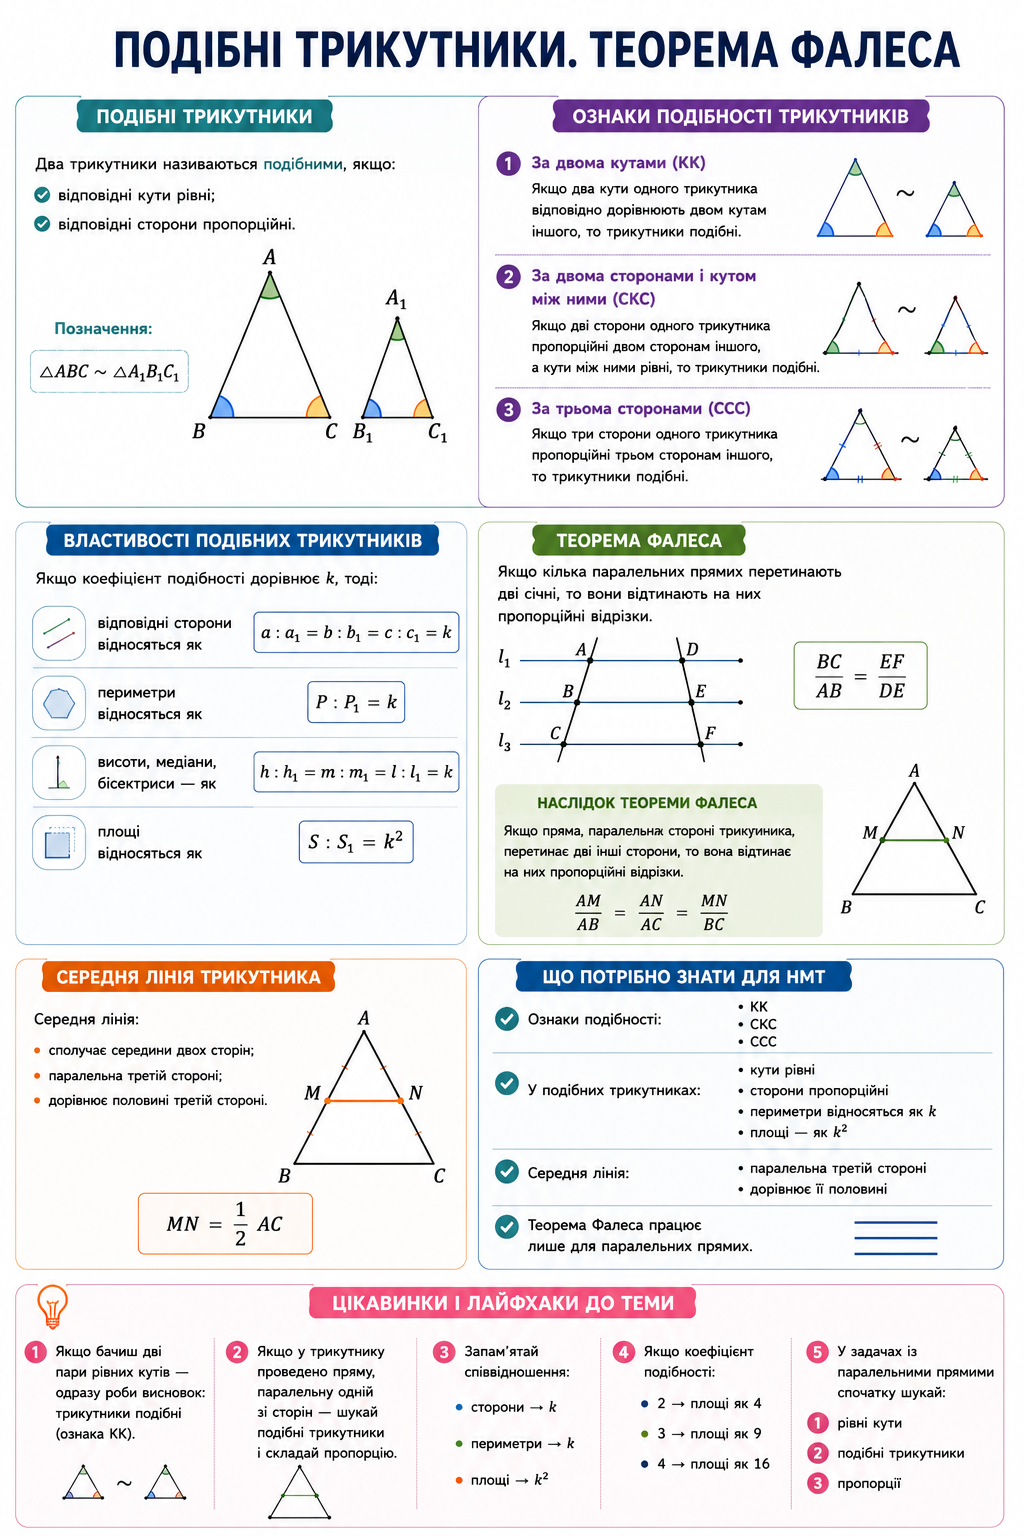 ПОДІБНІ ТРИКУТНИКИ. ТЕОРЕМА ФАЛЕСА
ПОДІБНІ ТРИКУТНИКИ
Два трикутники називаються подібними, якщо:
відповідні кути рівні;
відповідні сторони пропорційні.
Позначення:
△ABC ~ △A₁B₁C₁
A
B
C
A₁
B₁
C₁
ОЗНАКИ ПОДІБНОСТІ ТРИКУТНИКІВ
1 За двома кутами (КК)
Якщо два кути одного трикутника
відповідно дорівнюють двом кутам
іншого, то трикутники подібні.
~
2 За двома сторонами і кутом
між ними (СКС)
Якщо дві сторони одного трикутника
пропорційні двом сторонам іншого,
а кути між ними рівні, то трикутники подібні.
~
3 За трьома сторонами (ССС)
Якщо три сторони одного трикутника
пропорційні трьом сторонам іншого,
то трикутники подібні.
~
ВЛАСТИВОСТІ ПОДІБНИХ ТРИКУТНИКІВ
Якщо коефіцієнт подібності дорівнює k, тоді:
відповідні сторони
відносяться як
a : a₁ = b : b₁ = c : c₁ = k
периметри
відносяться як
P : P₁ = k
висоти, медіани,
бісектриси — як
h : h₁ = m : m₁ = l : l₁ = k
площі
відносяться як
S : S₁ = k²
ТЕОРЕМА ФАЛЕСА
Якщо кілька паралельних прямих перетинають
дві січні, то вони відтинають на них
пропорційні відрізки.
l₁ A D
l₂ B E
l₃ C F
BC/AB = EF/DE
НАСЛІДОК ТЕОРЕМИ ФАЛЕСА
Якщо пряма, паралельна стороні трикуиника,
перетинає дві інші сторони, то вона відтинає
на них пропорційні відрізки.
AM/AB = AN/AC = MN/BC
A
M N
B C
СЕРЕДНЯ ЛІНІЯ ТРИКУТНИКА
Середня лінія:
• сполучає середини двох сторін;
• паралельна третій стороні;
• дорівнює половині третій стороні.
A
M N
B C
MN = 1/2 AC
ЩО ПОТРІБНО ЗНАТИ ДЛЯ НМТ
Ознаки подібності:
• КК
• СКС
• ССС
У подібних трикутниках:
• кути рівні
• сторони пропорційні
• периметри відносяться як k
• площі — як k²
Середня лінія:
• паралельна третій стороні
• дорівнює її половині
Теорема Фалеса працює
лише для паралельних прямих.
ЦІКАВИНКИ І ЛАЙФХАКИ ДО ТЕМИ
1 Якщо бачиш дві
пари рівних кутів —
одразу роби висновок:
трикутники подібні
(ознака КК).
~
2 Якщо у трикутнику
проведено пряму,
паралельну одній
зі сторін — шукай
подібні трикутники
і складай пропорцію.
3 Запам'ятай
співвідношення:
• сторони → k
• периметри → k
• площі → k²
4 Якщо коефіцієнт
подібності:
• 2 → площі як 4
• 3 → площі як 9
• 4 → площі як 16
5 У задачах із
паралельними прямими
спочатку шукай:
1 рівні кути
2 подібні трикутники
3 пропорції